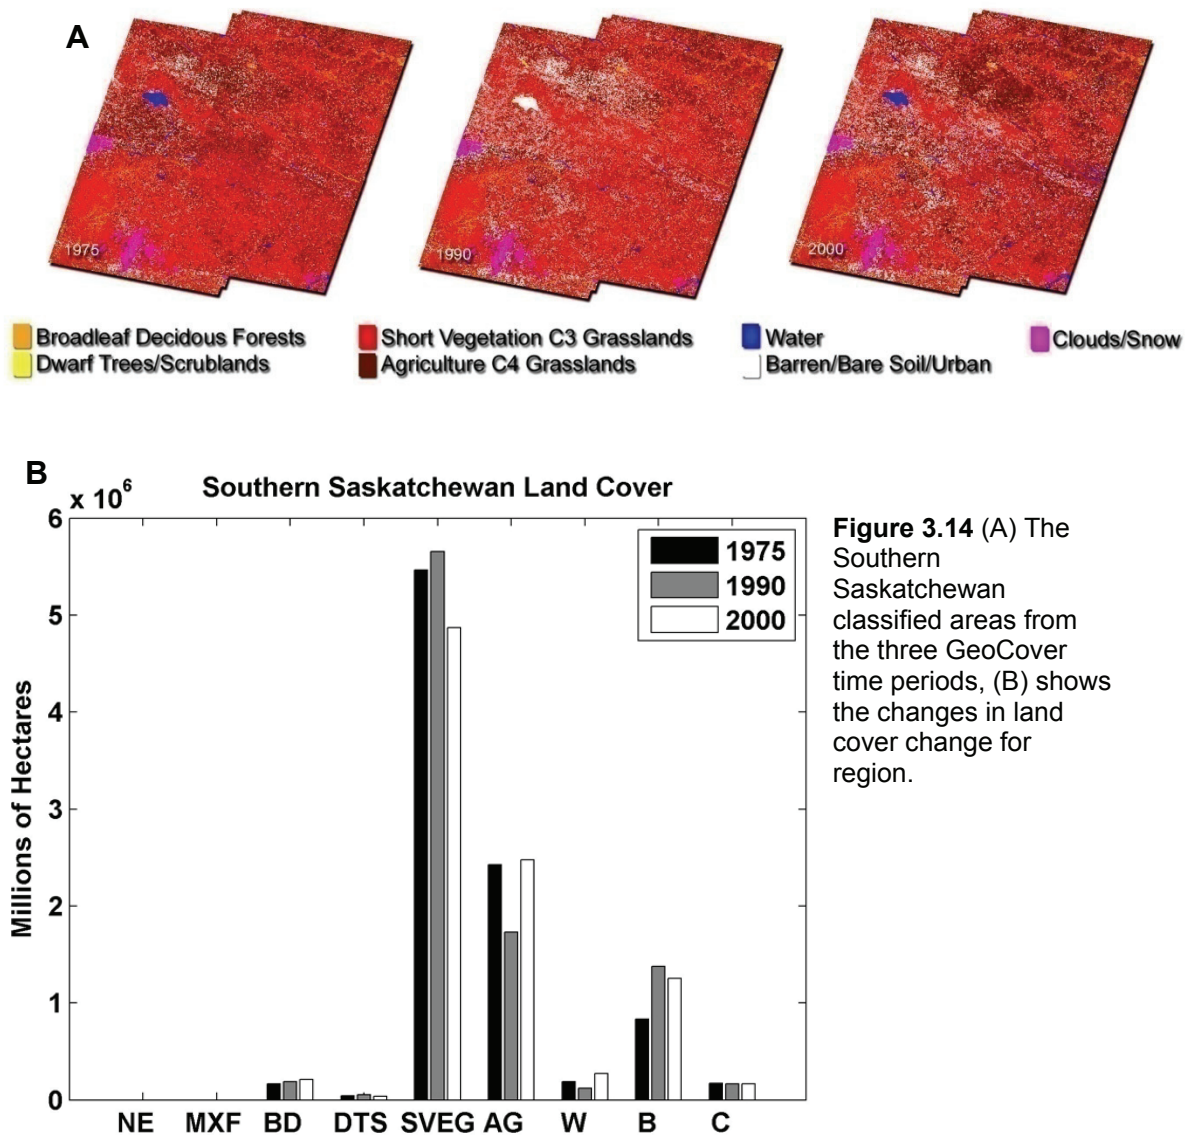 A
1975
1990
2000
Broadleaf Decidous Forests
Short Vegetation C3 Grasslands
Water
Clouds/Snow
Dwarf Trees/Scrublands
Agriculture C4 Grasslands
Barren/Bare Soil/Urban
B
x 10⁶
Southern Saskatchewan Land Cover
6
5
4
3
2
1
0
Millions of Hectares
1975
1990
2000
NE MXF BD DTS SVEG AG W B C
Figure 3.14 (A) The
Southern
Saskatchewan
classified areas from
the three GeoCover
time periods, (B) shows
the changes in land
cover change for
region.